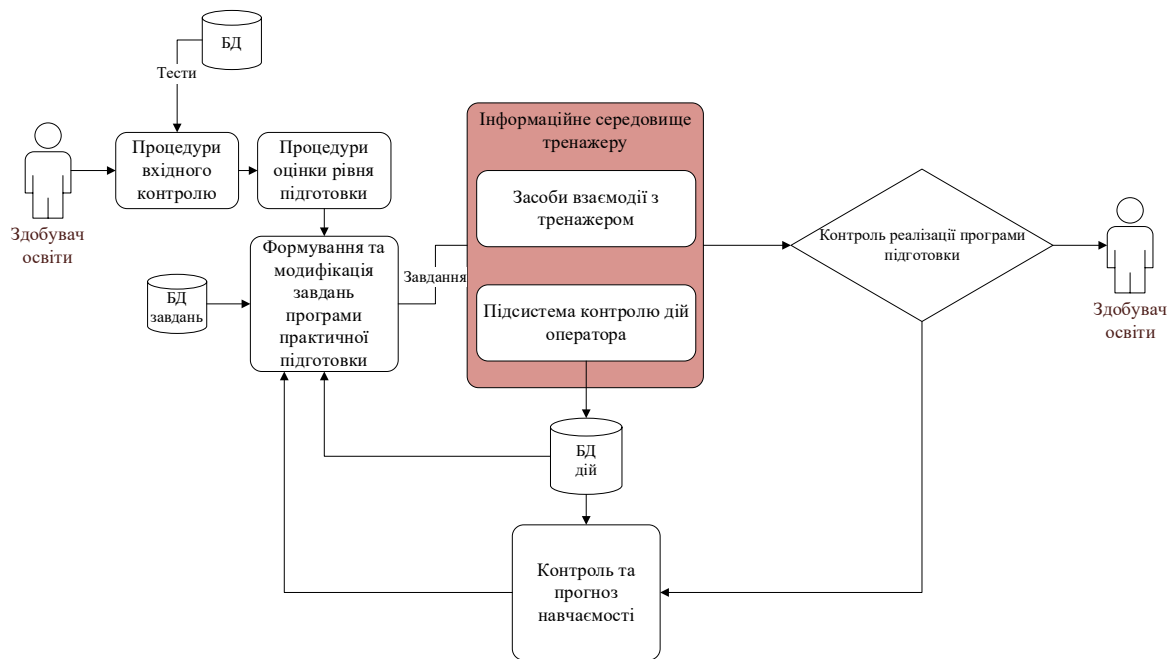 БД
Тести
Процедури
вхідного
контролю
Процедури
оцінки рівня
підготовки
Здобувач
освіти
Формування та
модифікація
завдань
програми
практичної
підготовки
БД
завдань
Завдання
Інформаційне середовище
тренажеру
Засоби взаємодії з
тренажером
Підсистема контролю дій
оператора
Контроль реалізації програми
підготовки
Здобувач
освіти
БД
дій
Контроль та
прогноз
навчаємості